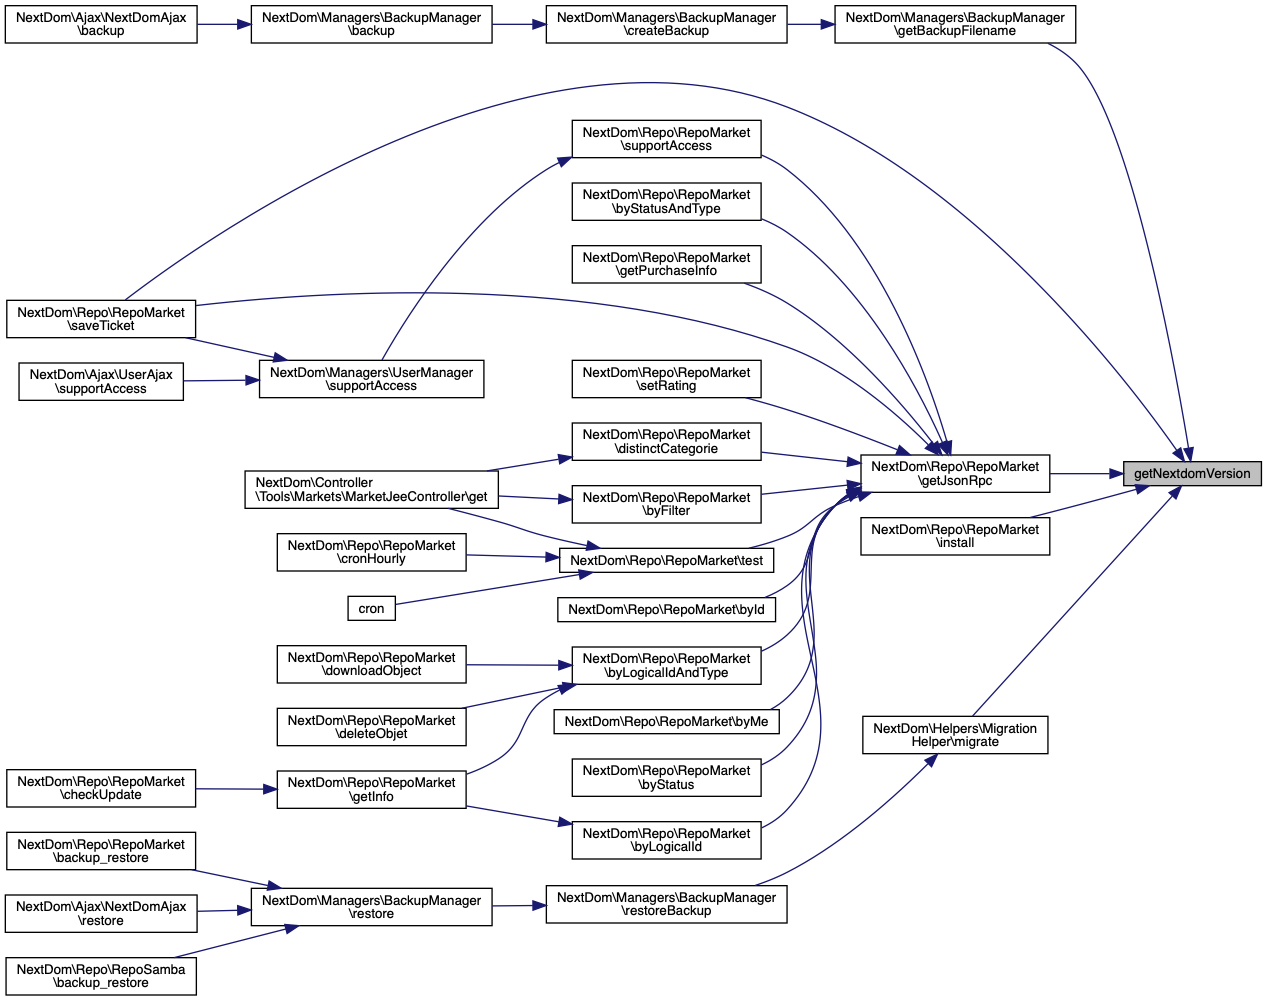 NextDom\Ajax\NextDomAjax
\backup
NextDom\Managers\BackupManager
\backup
NextDom\Managers\BackupManager
\createBackup
NextDom\Managers\BackupManager
\getBackupFilename
NextDom\Repo\RepoMarket
\supportAccess
NextDom\Repo\RepoMarket
\byStatusAndType
NextDom\Repo\RepoMarket
\getPurchaseInfo
NextDom\Repo\RepoMarket
\saveTicket
NextDom\Ajax\UserAjax
\supportAccess
NextDom\Managers\UserManager
\supportAccess
NextDom\Repo\RepoMarket
\setRating
NextDom\Repo\RepoMarket
\distinctCategorie
NextDom\Controller
\Tools\Markets\MarketJeeController\get
NextDom\Repo\RepoMarket
\byFilter
NextDom\Repo\RepoMarket
\getJsonRpc
getNextdomVersion
NextDom\Repo\RepoMarket
\install
NextDom\Repo\RepoMarket
\cronHourly
NextDom\Repo\RepoMarket\test
cron
NextDom\Repo\RepoMarket\byId
NextDom\Repo\RepoMarket
\downloadObject
NextDom\Repo\RepoMarket
\byLogicalIdAndType
NextDom\Repo\RepoMarket
\deleteObjet
NextDom\Repo\RepoMarket\byMe
NextDom\Helpers\Migration
Helper\migrate
NextDom\Repo\RepoMarket
\checkUpdate
NextDom\Repo\RepoMarket
\getInfo
NextDom\Repo\RepoMarket
\byStatus
NextDom\Repo\RepoMarket
\byLogicalId
NextDom\Repo\RepoMarket
\backup_restore
NextDom\Ajax\NextDomAjax
\restore
NextDom\Managers\BackupManager
\restore
NextDom\Managers\BackupManager
\restoreBackup
NextDom\Repo\RepoSamba
\backup_restore